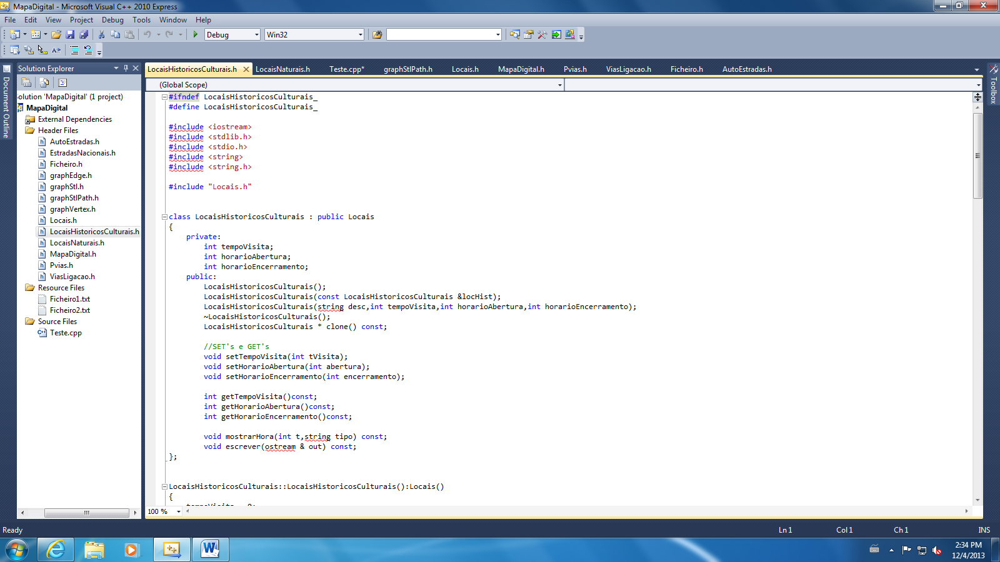 MapaDigital - Microsoft Visual C++ 2010 Express
File Edit View Project Debug Tools Window Help
Debug Win32
Solution Explorer
LocaisHistoricosCulturais.h LocaisNaturais.h Teste.cpp* graphStlPath.h Locais.h MapaDigital.h Pvias.h ViasLigacao.h Ficheiro.h AutoEstradas.h
(Global Scope)
Document Outline
Toolbox
olution 'MapaDigital' (1 project)
MapaDigital
External Dependencies
Header Files
AutoEstradas.h
EstradasNacionais.h
Ficheiro.h
graphEdge.h
graphStl.h
graphStlPath.h
graphVertex.h
Locais.h
LocaisHistoricosCulturais.h
LocaisNaturais.h
MapaDigital.h
Pvias.h
ViasLigacao.h
Resource Files
Ficheiro1.txt
Ficheiro2.txt
Source Files
Teste.cpp
#ifndef LocaisHistoricosCulturais_
#define LocaisHistoricosCulturais_
#include <iostream>
#include <stdlib.h>
#include <stdio.h>
#include <string>
#include <string.h>
#include "Locais.h"
class LocaisHistoricosCulturais : public Locais
{
private:
int tempoVisita;
int horarioAbertura;
int horarioEncerramento;
public:
LocaisHistoricosCulturais();
LocaisHistoricosCulturais(const LocaisHistoricosCulturais &locHist);
LocaisHistoricosCulturais(string desc,int tempoVisita,int horarioAbertura,int horarioEncerramento);
~LocaisHistoricosCulturais();
LocaisHistoricosCulturais * clone() const;
//SET's e GET's
void setTempoVisita(int tVisita);
void setHorarioAbertura(int abertura);
void setHorarioEncerramento(int encerramento);
int getTempoVisita()const;
int getHorarioAbertura()const;
int getHorarioEncerramento()const;
void mostrarHora(int t,string tipo) const;
void escrever(ostream & out) const;
};
LocaisHistoricosCulturais::LocaisHistoricosCulturais():Locais()
{
tempoVisita = 0;
100 %
Ready Ln 1 Col 1 Ch 1 INS
2:34 PM
12/4/2013